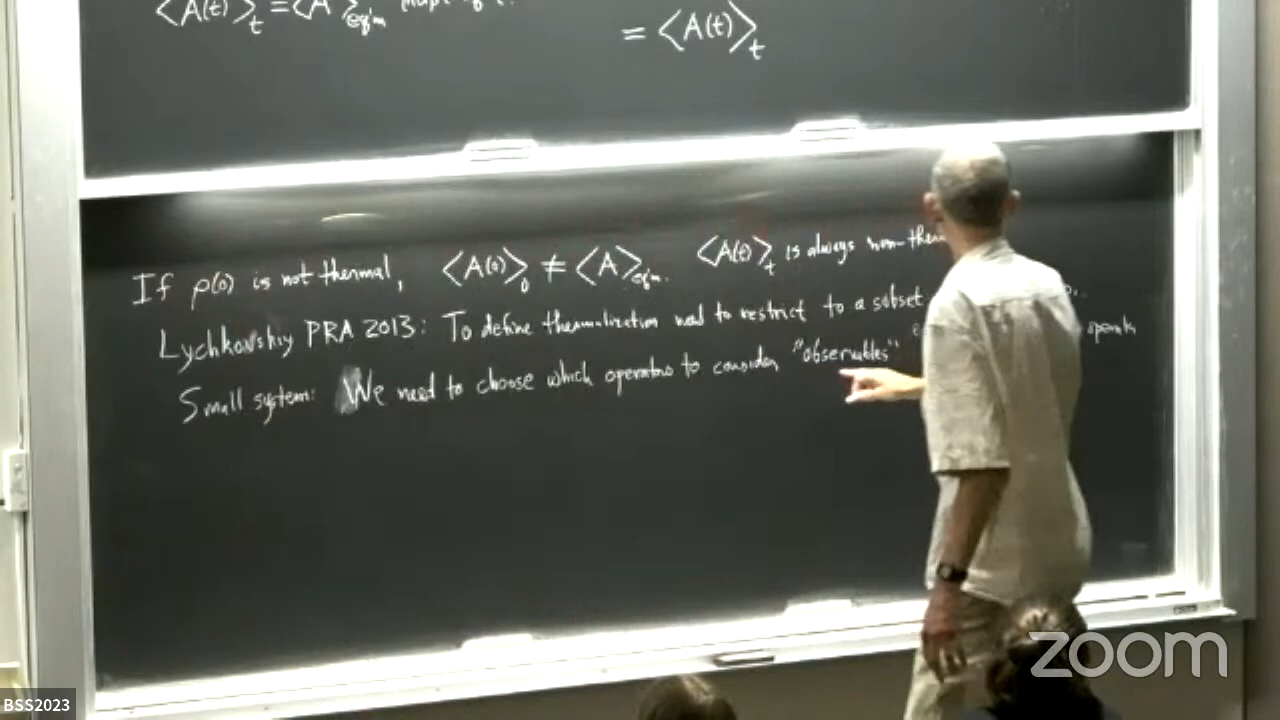 ⟨A(t)⟩_t = ⟨A⟩_eq'm
= ⟨A(t)⟩_t
If ρ(0) is not thermal, ⟨A(0)⟩_0 ≠ ⟨A⟩_eq'm. ⟨A(t)⟩_t is always non-the
Lychkovskiy PRA 2013: To define thermalization need to restrict to a subset
Small system: We need to choose which operators to consider "observables"
BSS2023
zoom